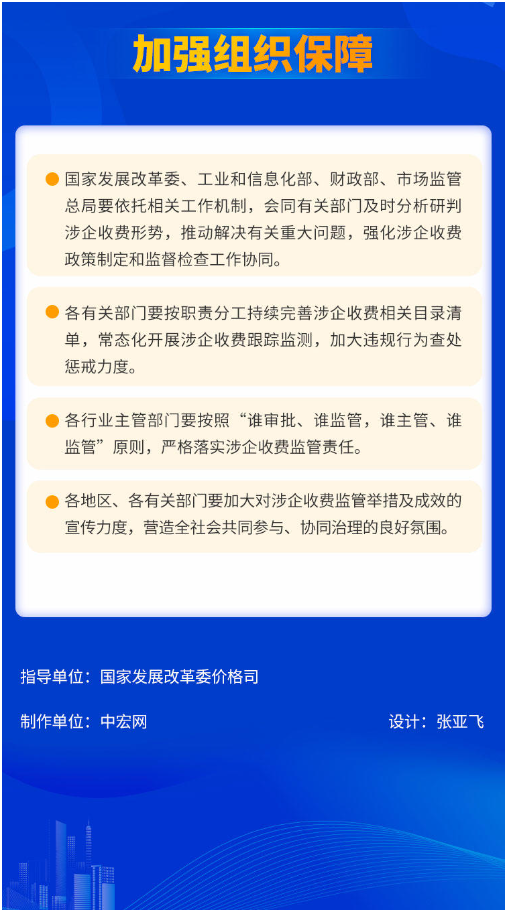 加强组织保障
国家发展改革委、工业和信息化部、财政部、市场监管
总局要依托相关工作机制，会同有关部门及时分析研判
涉企收费形势，推动解决有关重大问题，强化涉企收费
政策制定和监督检查工作协同。
各有关部门要按职责分工持续完善涉企收费相关目录清
单，常态化开展涉企收费跟踪监测，加大违规行为查处
惩戒力度。
各行业主管部门要按照“谁审批、谁监管，谁主管、谁
监管”原则，严格落实涉企收费监管责任。
各地区、各有关部门要加大对涉企收费监管举措及成效的
宣传力度，营造全社会共同参与、协同治理的良好氛围。
指导单位：国家发展改革委价格司
制作单位：中宏网
设计：张亚飞